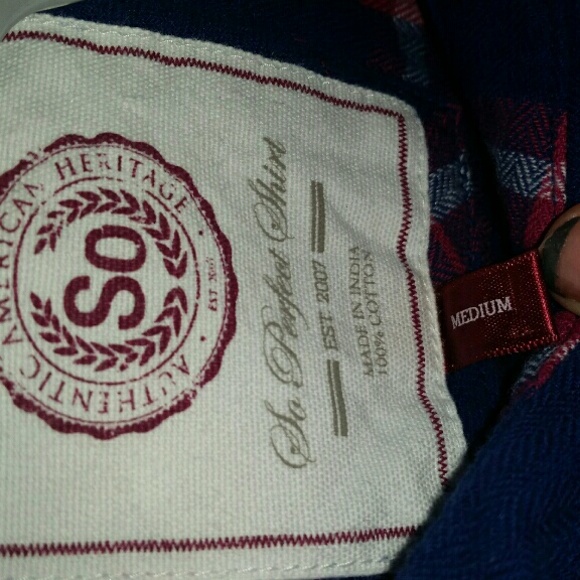 AUTHENTIC AMERICAN HERITAGE
EST 2007
SO
So Perfect Shirt
EST 2007
MADE IN INDIA
100% COTTON
MEDIUM